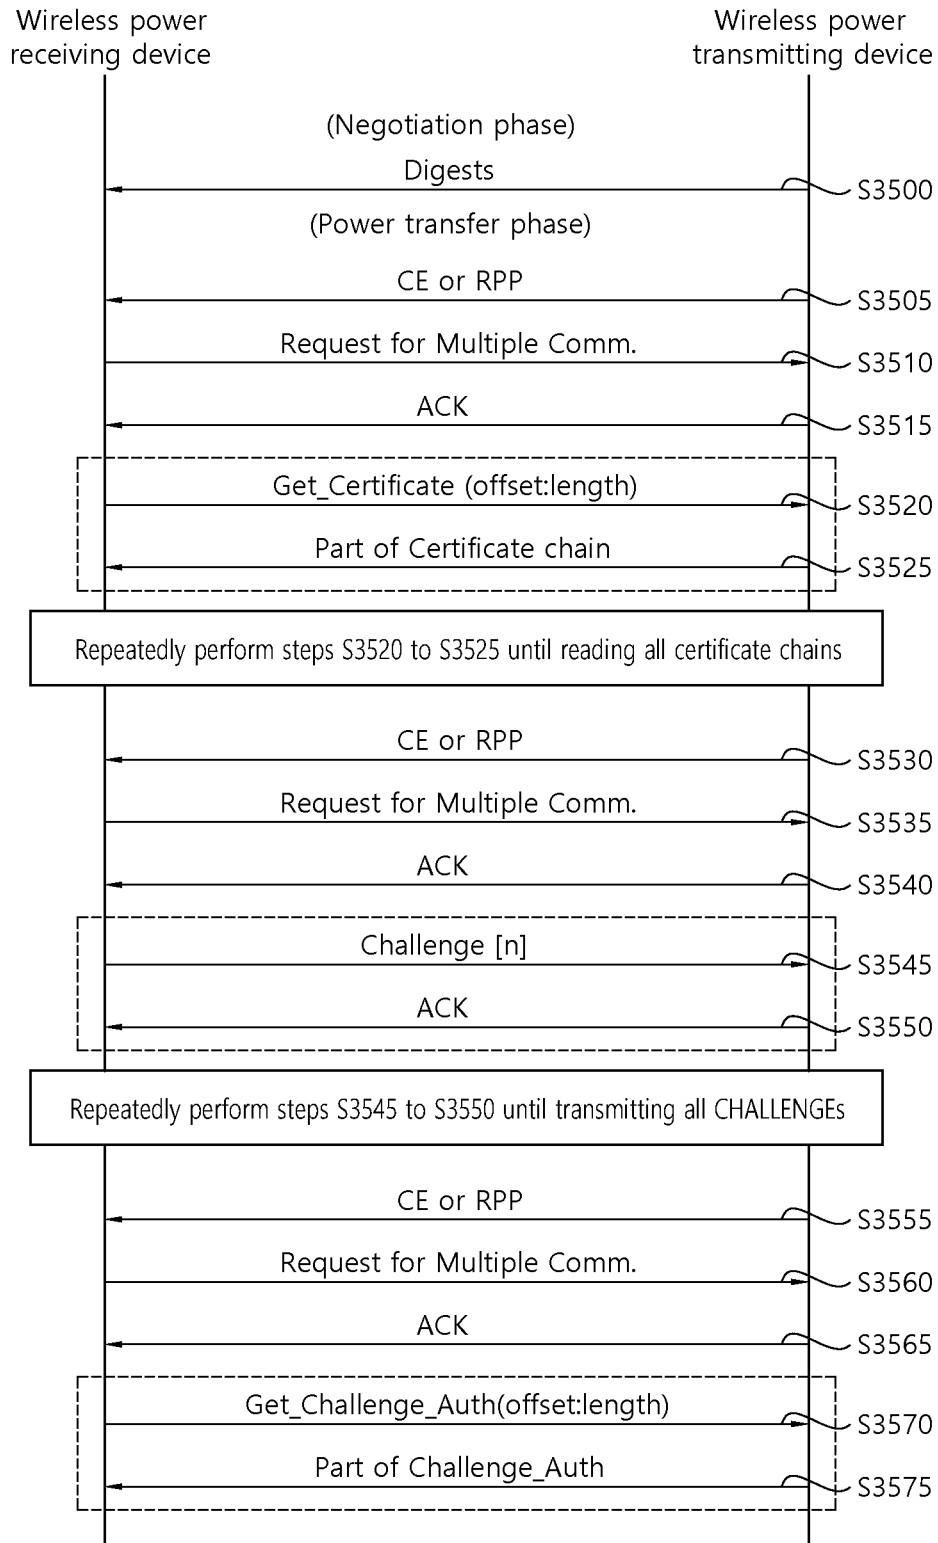 Wireless power
receiving device
Wireless power
transmitting device
(Negotiation phase)
Digests
S3500
(Power transfer phase)
CE or RPP
S3505
Request for Multiple Comm.
S3510
ACK
S3515
Get_Certificate (offset:length)
S3520
Part of Certificate chain
S3525
Repeatedly perform steps S3520 to S3525 until reading all certificate chains
CE or RPP
S3530
Request for Multiple Comm.
S3535
ACK
S3540
Challenge [n]
S3545
ACK
S3550
Repeatedly perform steps S3545 to S3550 until transmitting all CHALLENGEs
CE or RPP
S3555
Request for Multiple Comm.
S3560
ACK
S3565
Get_Challenge_Auth(offset:length)
S3570
Part of Challenge_Auth
S3575